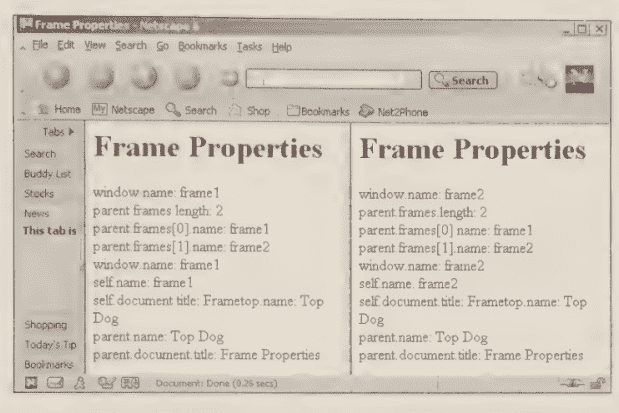 Frame Properties - Netscape 6
File Edit View Search Go Bookmarks Tasks Help
Search
Home My Netscape Search Shop Bookmarks Net2Phone
Tabs
Search
Buddy List
Stocks
News
This tab is
Shopping
Today's Tip
Bookmarks
Frame Properties
window.name: frame1
parent.frames.length: 2
parent.frames[0].name: frame1
parent.frames[1].name: frame2
window.name: frame1
self.name: frame1
self.document.title: Frametop.name: Top
Dog
parent.name: Top Dog
parent.document.title: Frame Properties
Frame Properties
window.name: frame2
parent.frames.length: 2
parent.frames[0].name: frame1
parent.frames[1].name: frame2
window.name: frame2
self.name: frame2
self.document.title: Frametop.name: Top
Dog
parent.name: Top Dog
parent.document.title: Frame Properties
Document: Done (0.26 secs)